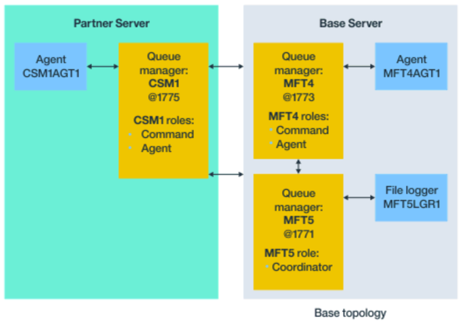 Partner Server
Base Server
Agent
CSM1AGT1
Queue
manager:
CSM1
@1775
CSM1 roles:
Command
Agent
Queue
manager:
MFT4
@1773
MFT4 roles:
Command
Agent
Agent
MFT4AGT1
Queue
manager:
MFT5
@1771
MFT5 role:
Coordinator
File logger
MFT5LGR1
Base topology